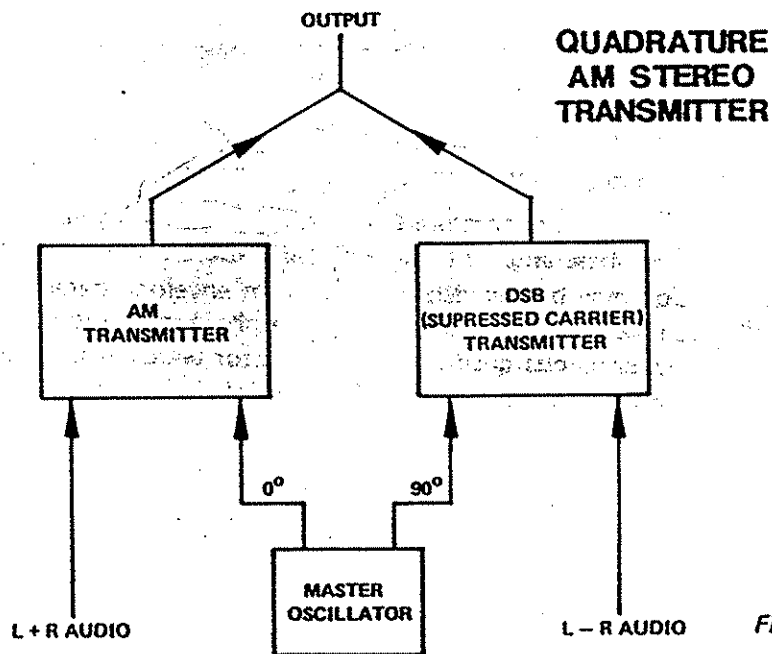 OUTPUT
QUADRATURE
AM STEREO
TRANSMITTER
AM
TRANSMITTER
DSB
(SUPRESSED CARRIER)
TRANSMITTER
0°
90°
MASTER
OSCILLATOR
L + R AUDIO
L – R AUDIO